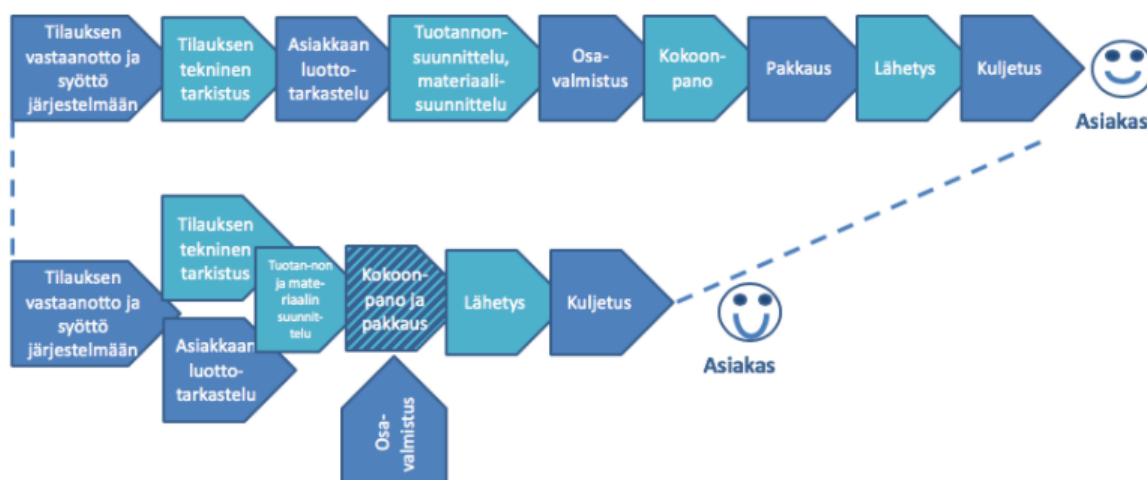 Tilauksen
vastaanotto ja
syöttö
järjestelmään
Tilauksen
tekninen
tarkistus
Asiakkaan
luotto-
tarkastelu
Tuotannon-
suunnittelu,
materiaali-
suunnittelu
Osa-
valmistus
Kokoon-
pano
Pakkaus
Lähetys
Kuljetus
Asiakas
Tilauksen
vastaanotto ja
syöttö
järjestelmään
Tilauksen
tekninen
tarkistus
Asiakkaan
luotto-
tarkastelu
Tuotan-non
ja mate-
riaalin
suunnit-
telu
Kokoon-
pano ja
pakkaus
Osa-
valmistus
Lähetys
Kuljetus
Asiakas